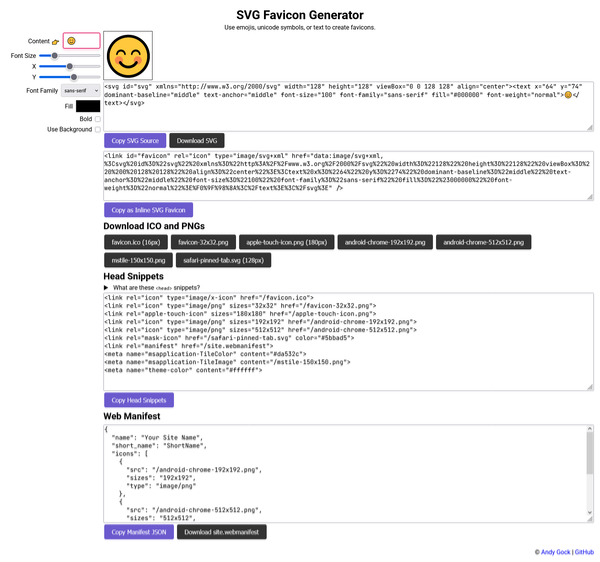 SVG Favicon Generator
Use emojis, unicode symbols, or text to create favicons.
Content 👉 😊
Font Size
X
Y
Font Family sans-serif
Fill
Bold
Use Background
<svg id="svg" xmlns="http://www.w3.org/2000/svg" width="128" height="128" viewBox="0 0 128 128" align="center"><text x="64" y="74"
dominant-baseline="middle" text-anchor="middle" font-size="100" font-family="sans-serif" fill="#000000" font-weight="normal">😊</
text></svg>
Copy SVG Source
Download SVG
<link id="favicon" rel="icon" type="image/svg+xml" href="data:image/svg+xml,
%3Csvg%20id%3D%22svg%22%20xmlns%3D%22http%3A%2F%2Fwww.w3.org%2F2000%2Fsvg%22%20width%3D%22128%22%20height%3D%22128%22%20viewBox%3D%
220%200%20128%20128%22%20align%3D%22center%22%3E%3Ctext%20x%3D%2264%22%20y%3D%2274%22%20dominant-baseline%3D%22middle%22%20text-
anchor%3D%22middle%22%20font-size%3D%22100%22%20font-family%3D%22sans-serif%22%20fill%3D%22%23000000%22%20font-
weight%3D%22normal%22%3E%F0%9F%98%8A%3C%2Ftext%3E%3C%2Fsvg%3E" />
Copy as Inline SVG Favicon
Download ICO and PNGs
favicon.ico (16px)
favicon-32x32.png
apple-touch-icon.png (180px)
android-chrome-192x192.png
android-chrome-512x512.png
mstile-150x150.png
safari-pinned-tab.svg (128px)
Head Snippets
▶ What are these <head> snippets?
<link rel="icon" type="image/x-icon" href="/favicon.ico">
<link rel="icon" type="image/png" sizes="32x32" href="/favicon-32x32.png">
<link rel="apple-touch-icon" sizes="180x180" href="/apple-touch-icon.png">
<link rel="icon" type="image/png" sizes="192x192" href="/android-chrome-192x192.png">
<link rel="icon" type="image/png" sizes="512x512" href="/android-chrome-512x512.png">
<link rel="mask-icon" href="/safari-pinned-tab.svg" color="#5bbad5">
<link rel="manifest" href="/site.webmanifest">
<meta name="msapplication-TileColor" content="#da532c">
<meta name="msapplication-TileImage" content="/mstile-150x150.png">
<meta name="theme-color" content="#ffffff">
Copy Head Snippets
Web Manifest
{
"name": "Your Site Name",
"short_name": "ShortName",
"icons": [
{
"src": "/android-chrome-192x192.png",
"sizes": "192x192",
"type": "image/png"
},
{
"src": "/android-chrome-512x512.png",
"sizes": "512x512",
Copy Manifest JSON
Download site.webmanifest
© Andy Gock | GitHub